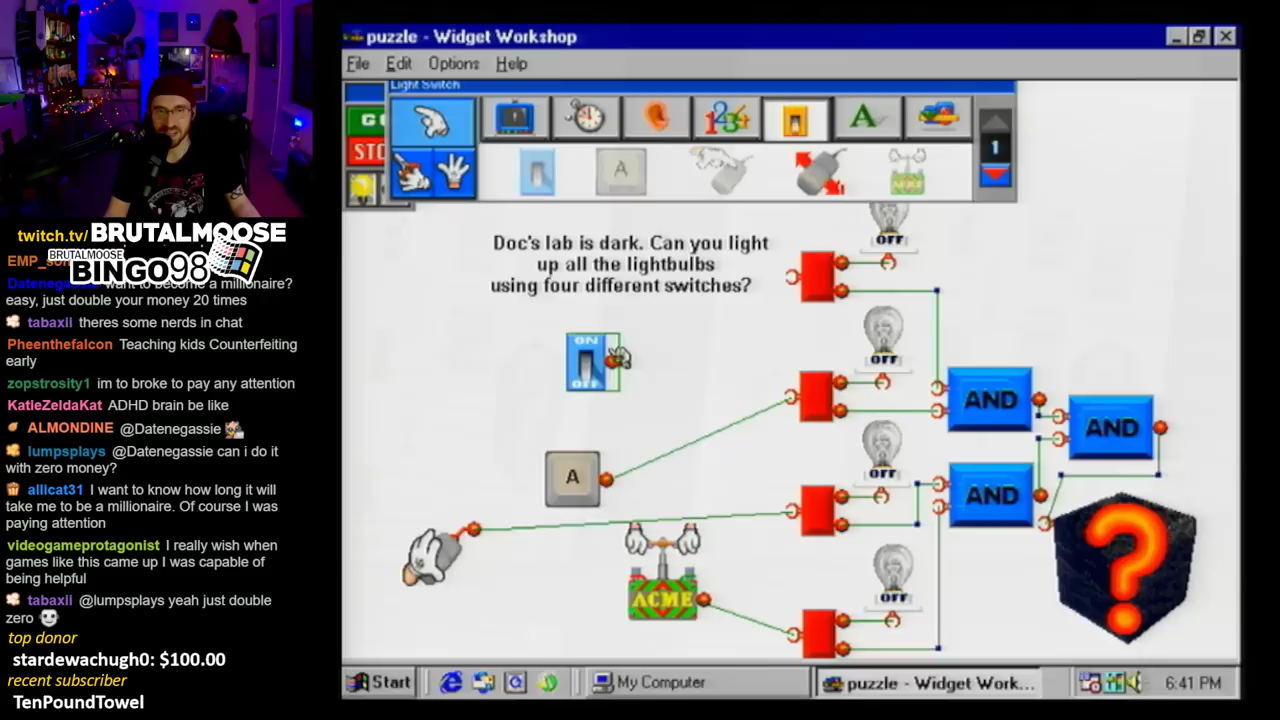 puzzle - Widget Workshop
File Edit Options Help
Light Switch
STO
1
A
Doc's lab is dark. Can you light
up all the lightbulbs
using four different switches?
OFF
ON
OFF
OFF
A
OFF
OFF
AND
AND
AND
ACME
?
Start
My Computer
puzzle - Widget Work...
6:41 PM
twitch.tv/BRUTALMOOSE
BRUTALMOOSE
BINGO98
Datenegassie want to become a millionaire?
easy, just double your money 20 times
tabaxii theres some nerds in chat
Pheenthefalcon Teaching kids Counterfeiting
early
zopstrosity1 im to broke to pay any attention
KatieZeldaKat ADHD brain be like
ALMONDINE @Datenegassie
lumpsplays @Datenegassie can i do it
with zero money?
allicat31 I want to know how long it will
take me to be a millionaire. Of course I was
paying attention
videogameprotagonist I really wish when
games like this came up I was capable of
being helpful
tabaxii @lumpsplays yeah just double
zero
top donor
stardewachugh0: $100.00
recent subscriber
TenPoundTowel